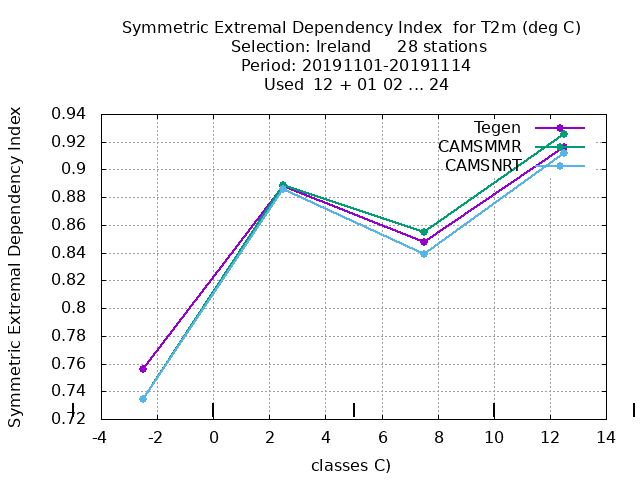 Symmetric Extremal Dependency Index  for T2m (deg C)
Selection: Ireland     28 stations
Period: 20191101-20191114
Used  12 + 01 02 ... 24
Symmetric Extremal Dependency Index
0.94
0.92
0.9
0.88
0.86
0.84
0.82
0.8
0.78
0.76
0.74
0.72
Tegen
CAMSMMR
CAMSNRT
-4 -2 0 2 4 6 8 10 12 14
classes C)